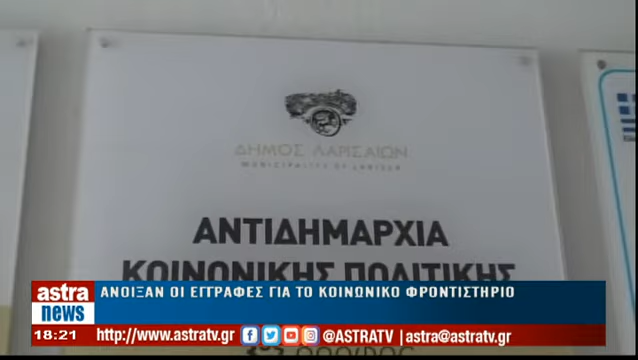 ΔΗΜΟΣ ΛΑΡΙΣΑΙΩΝ
MUNICIPALITY OF LARISSA
ΑΝΤΙΔΗΜΑΡΧΙΑ
ΚΟΙΝΩΝΙΚΗΣ ΠΟΛΙΤΙΚΗΣ
astra
news
ΑΝΟΙΞΑΝ ΟΙ ΕΓΓΡΑΦΕΣ ΓΙΑ ΤΟ ΚΟΙΝΩΝΙΚΟ ΦΡΟΝΤΙΣΤΗΡΙΟ
18:21
http://www.astratv.gr @ASTRATV | astra@astratv.gr